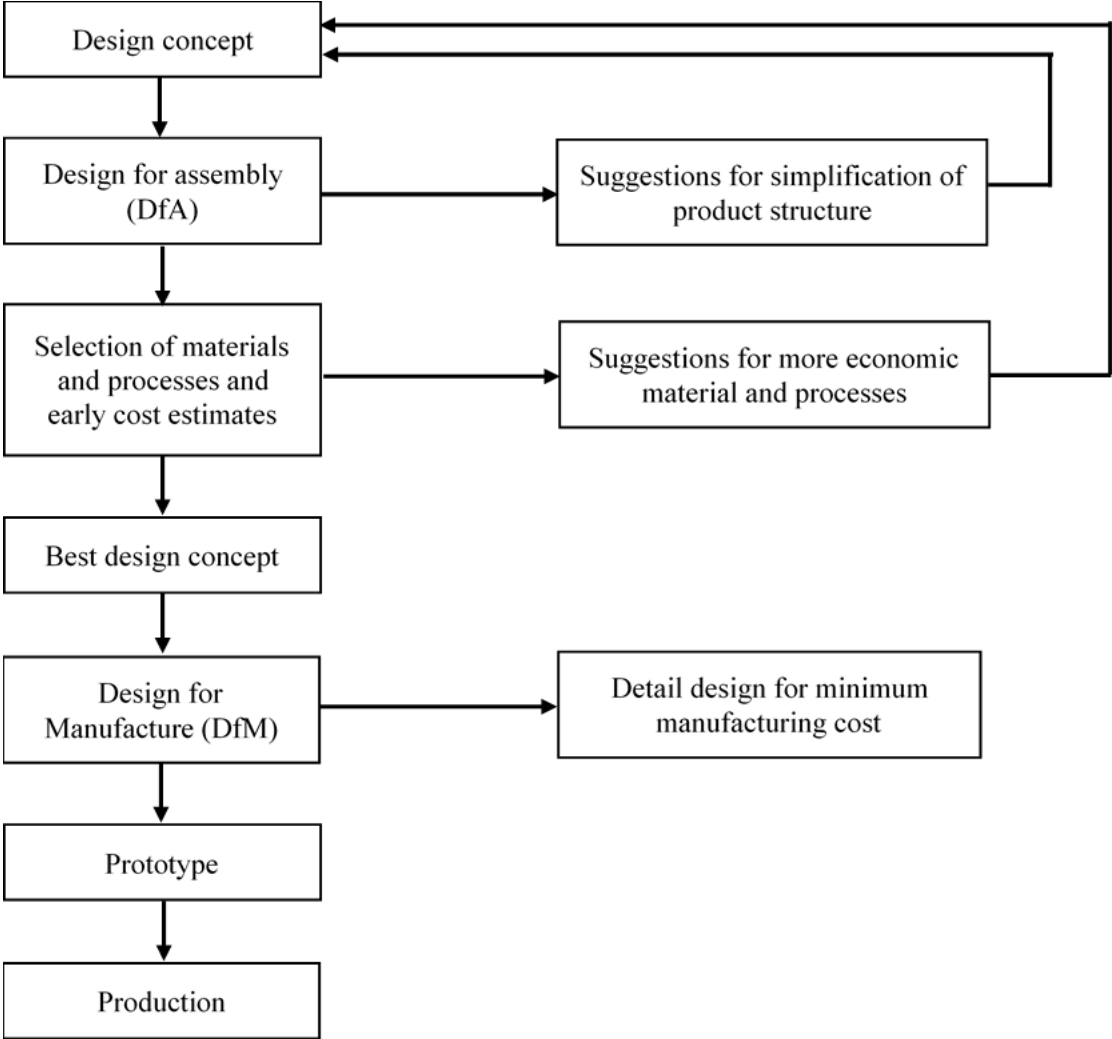 Design concept
Design for assembly
(DfA)
Suggestions for simplification of
product structure
Selection of materials
and processes and
early cost estimates
Suggestions for more economic
material and processes
Best design concept
Design for
Manufacture (DfM)
Detail design for minimum
manufacturing cost
Prototype
Production